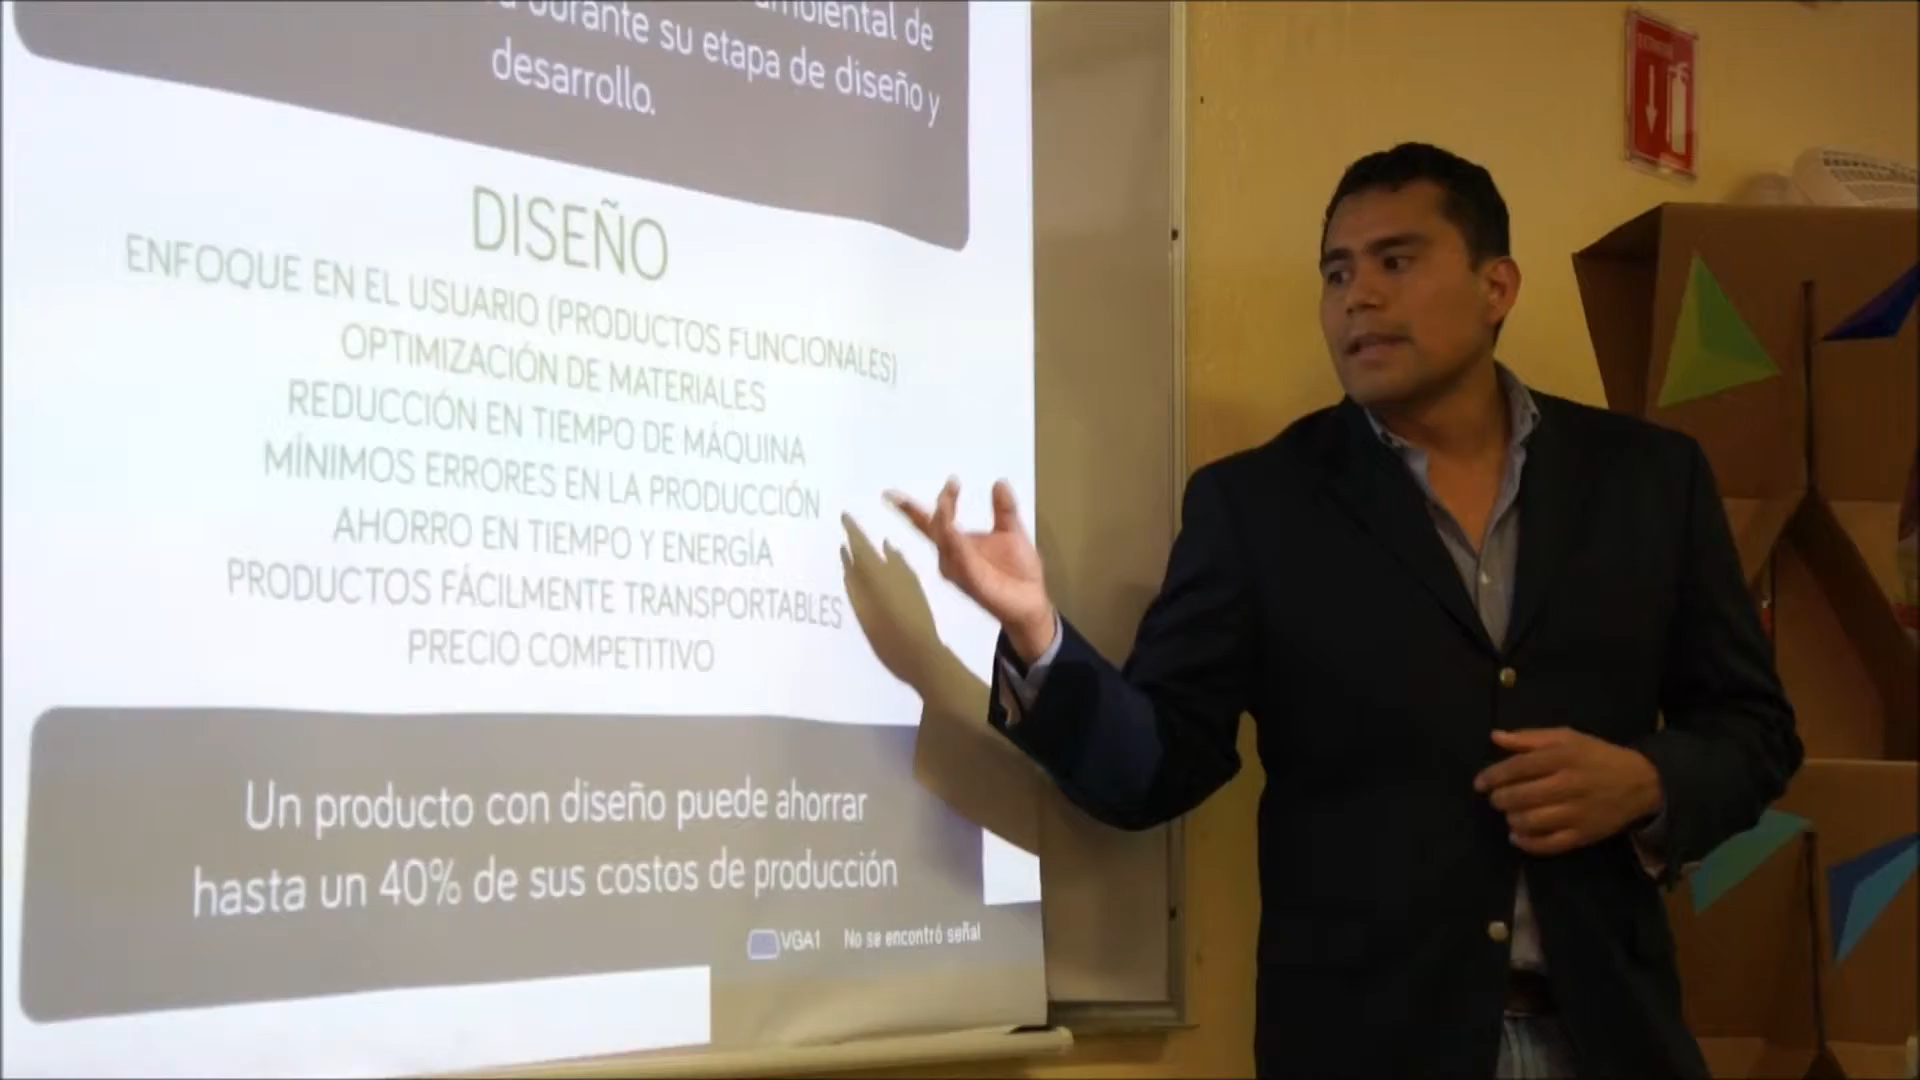 durante su etapa de diseño y
desarrollo.
DISEÑO
ENFOQUE EN EL USUARIO (PRODUCTOS FUNCIONALES)
OPTIMIZACIÓN DE MATERIALES
REDUCCIÓN EN TIEMPO DE MÁQUINA
MÍNIMOS ERRORES EN LA PRODUCCIÓN
AHORRO EN TIEMPO Y ENERGÍA
PRODUCTOS FÁCILMENTE TRANSPORTABLES
PRECIO COMPETITIVO
Un producto con diseño puede ahorrar
hasta un 40% de sus costos de producción
VGA1 No se encontró señal